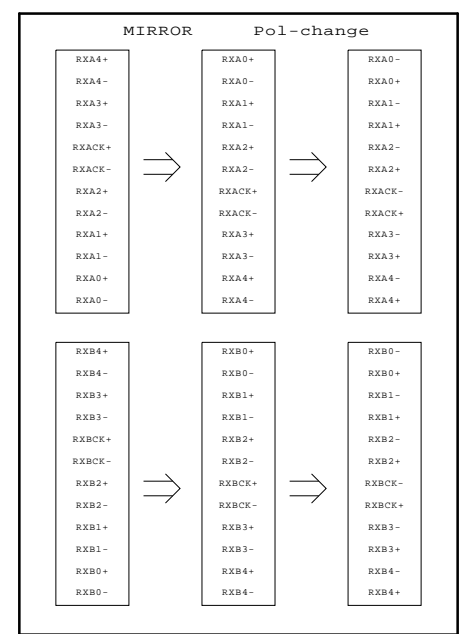 MIRROR Pol-change
RXA4+ RXA0+ RXA0-
RXA4- RXA0- RXA0+
RXA3+ RXA1+ RXA1-
RXA3- RXA1- RXA1+
RXACK+ RXA2+ RXA2-
RXACK- RXA2- RXA2+
RXA2+ RXACK+ RXACK-
RXA2- RXACK- RXACK+
RXA1+ RXA3+ RXA3-
RXA1- RXA3- RXA3+
RXA0+ RXA4+ RXA4-
RXA0- RXA4- RXA4+
RXB4+ RXB0+ RXB0-
RXB4- RXB0- RXB0+
RXB3+ RXB1+ RXB1-
RXB3- RXB1- RXB1+
RXBCK+ RXB2+ RXB2-
RXBCK- RXB2- RXB2+
RXB2+ RXBCK+ RXBCK-
RXB2- RXBCK- RXBCK+
RXB1+ RXB3+ RXB3-
RXB1- RXB3- RXB3+
RXB0+ RXB4+ RXB4-
RXB0- RXB4- RXB4+